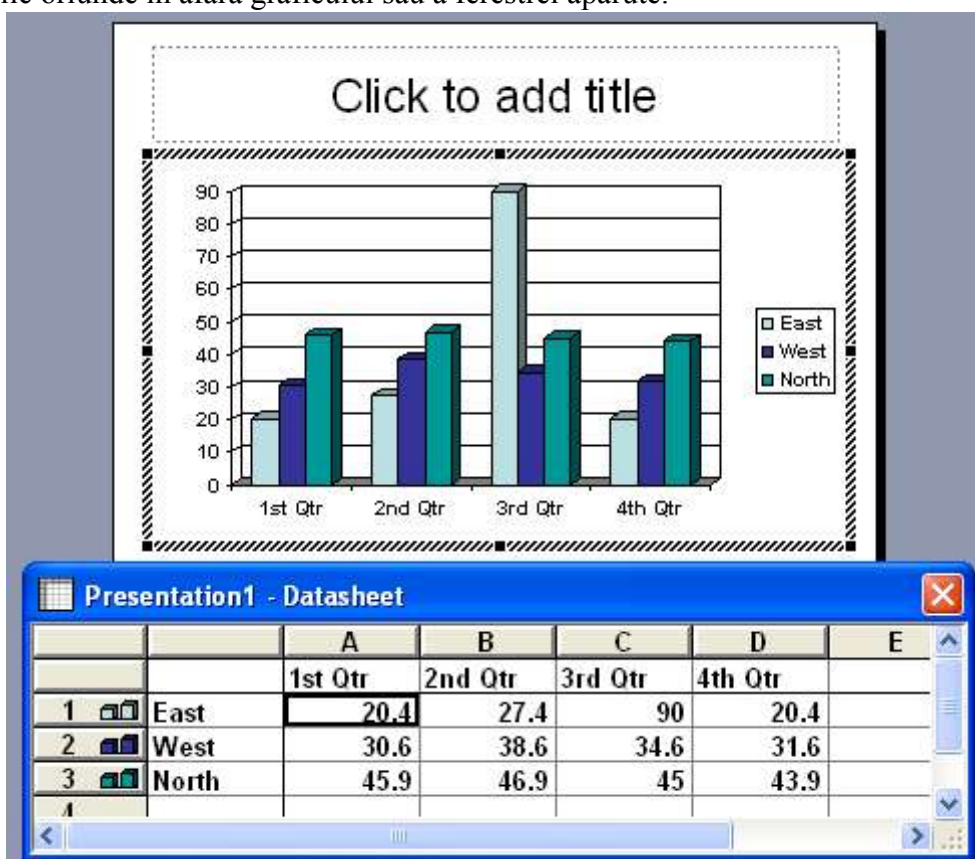 Click to add title
90
80
70
60
50
40
30
20
10
0
1st Qtr 2nd Qtr 3rd Qtr 4th Qtr
East
West
North
Presentation1 - Datasheet
A B C D E
1st Qtr 2nd Qtr 3rd Qtr 4th Qtr
1 East 20.4 27.4 90 20.4
2 West 30.6 38.6 34.6 31.6
3 North 45.9 46.9 45 43.9